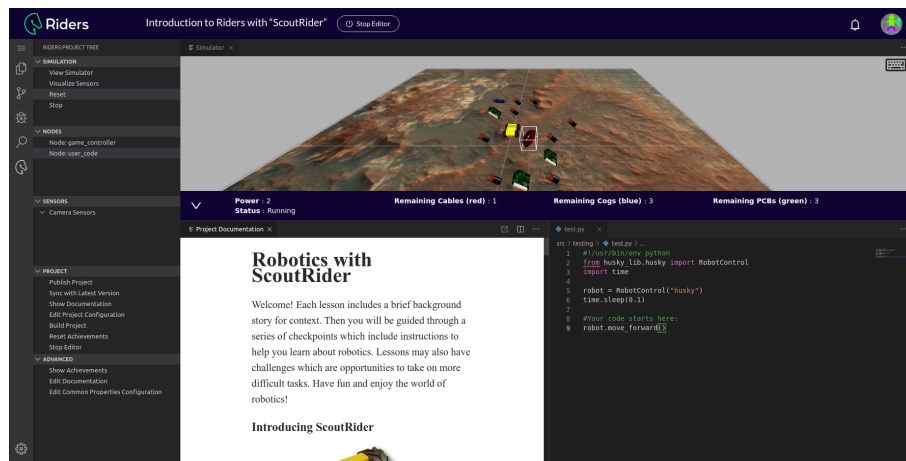 Riders
Introduction to Riders with "ScoutRider"
Stop Editor
RIDERS PROJECT TREE
SIMULATION
View Simulator
Visualize Sensors
Reset
Stop
NODES
Node: game_controller
Node: user_code
SENSORS
Camera Sensors
PROJECT
Publish Project
Sync with Latest Version
Show Documentation
Edit Project Configuration
Build Project
Reset Achievements
Stop Editor
ADVANCED
Show Achievements
Edit Documentation
Edit Common Properties Configuration
Simulator
Power : 2
Status : Running
Remaining Cables (red) : 1
Remaining Cogs (blue) : 3
Remaining PCBs (green) : 3
Project Documentation
Robotics with
ScoutRider
Welcome! Each lesson includes a brief background
story for context. Then you will be guided through a
series of checkpoints which include instructions to
help you learn about robotics. Lessons may also have
challenges which are opportunities to take on more
difficult tasks. Have fun and enjoy the world of
robotics!
Introducing ScoutRider
test.py
src > testing > test.py > ...
1 #!/usr/bin/env python
2 from husky_lib.husky import RobotControl
3 import time
4
5 robot = RobotControl("husky")
6 time.sleep(0.1)
7
8 #Your code starts here:
9 robot.move_forward()